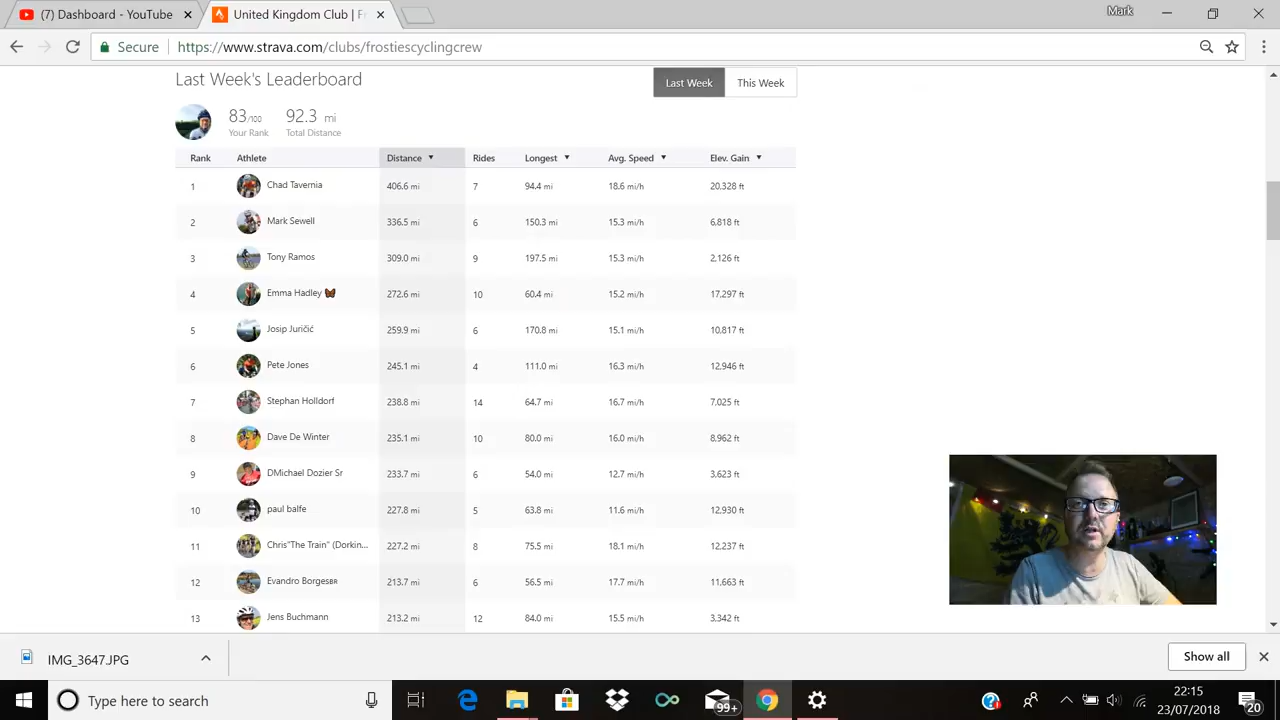 (7) Dashboard - YouTube
United Kingdom Club | Fr
Mark
Secure
https://www.strava.com/clubs/frostiescyclingcrew
Last Week's Leaderboard
Last Week
This Week
83/100
92.3 mi
Your Rank
Total Distance
Rank Athlete Distance Rides Longest Avg. Speed Elev. Gain
1 Chad Tavernia 406.6 mi 7 94.4 mi 18.6 mi/h 20,328 ft
2 Mark Sewell 336.5 mi 6 150.3 mi 15.3 mi/h 6,818 ft
3 Tony Ramos 309.0 mi 9 197.5 mi 15.3 mi/h 2,126 ft
4 Emma Hadley 272.6 mi 10 60.4 mi 15.2 mi/h 17,297 ft
5 Josip Juričić 259.9 mi 6 170.8 mi 15.1 mi/h 10,817 ft
6 Pete Jones 245.1 mi 4 111.0 mi 16.3 mi/h 12,946 ft
7 Stephan Holldorf 238.8 mi 14 64.7 mi 16.7 mi/h 7,025 ft
8 Dave De Winter 235.1 mi 10 80.0 mi 16.0 mi/h 8,962 ft
9 DMichael Dozier Sr 233.7 mi 6 54.0 mi 12.7 mi/h 3,623 ft
10 paul balfe 227.8 mi 5 63.8 mi 11.6 mi/h 12,930 ft
11 Chris"The Train" (Dorkin... 227.2 mi 8 75.5 mi 18.1 mi/h 12,237 ft
12 Evandro Borgesʙʀ 213.7 mi 6 56.5 mi 17.7 mi/h 11,663 ft
13 Jens Buchmann 213.2 mi 12 84.0 mi 15.5 mi/h 3,342 ft
IMG_3647.JPG
Show all
Type here to search
99+
22:15
23/07/2018
20